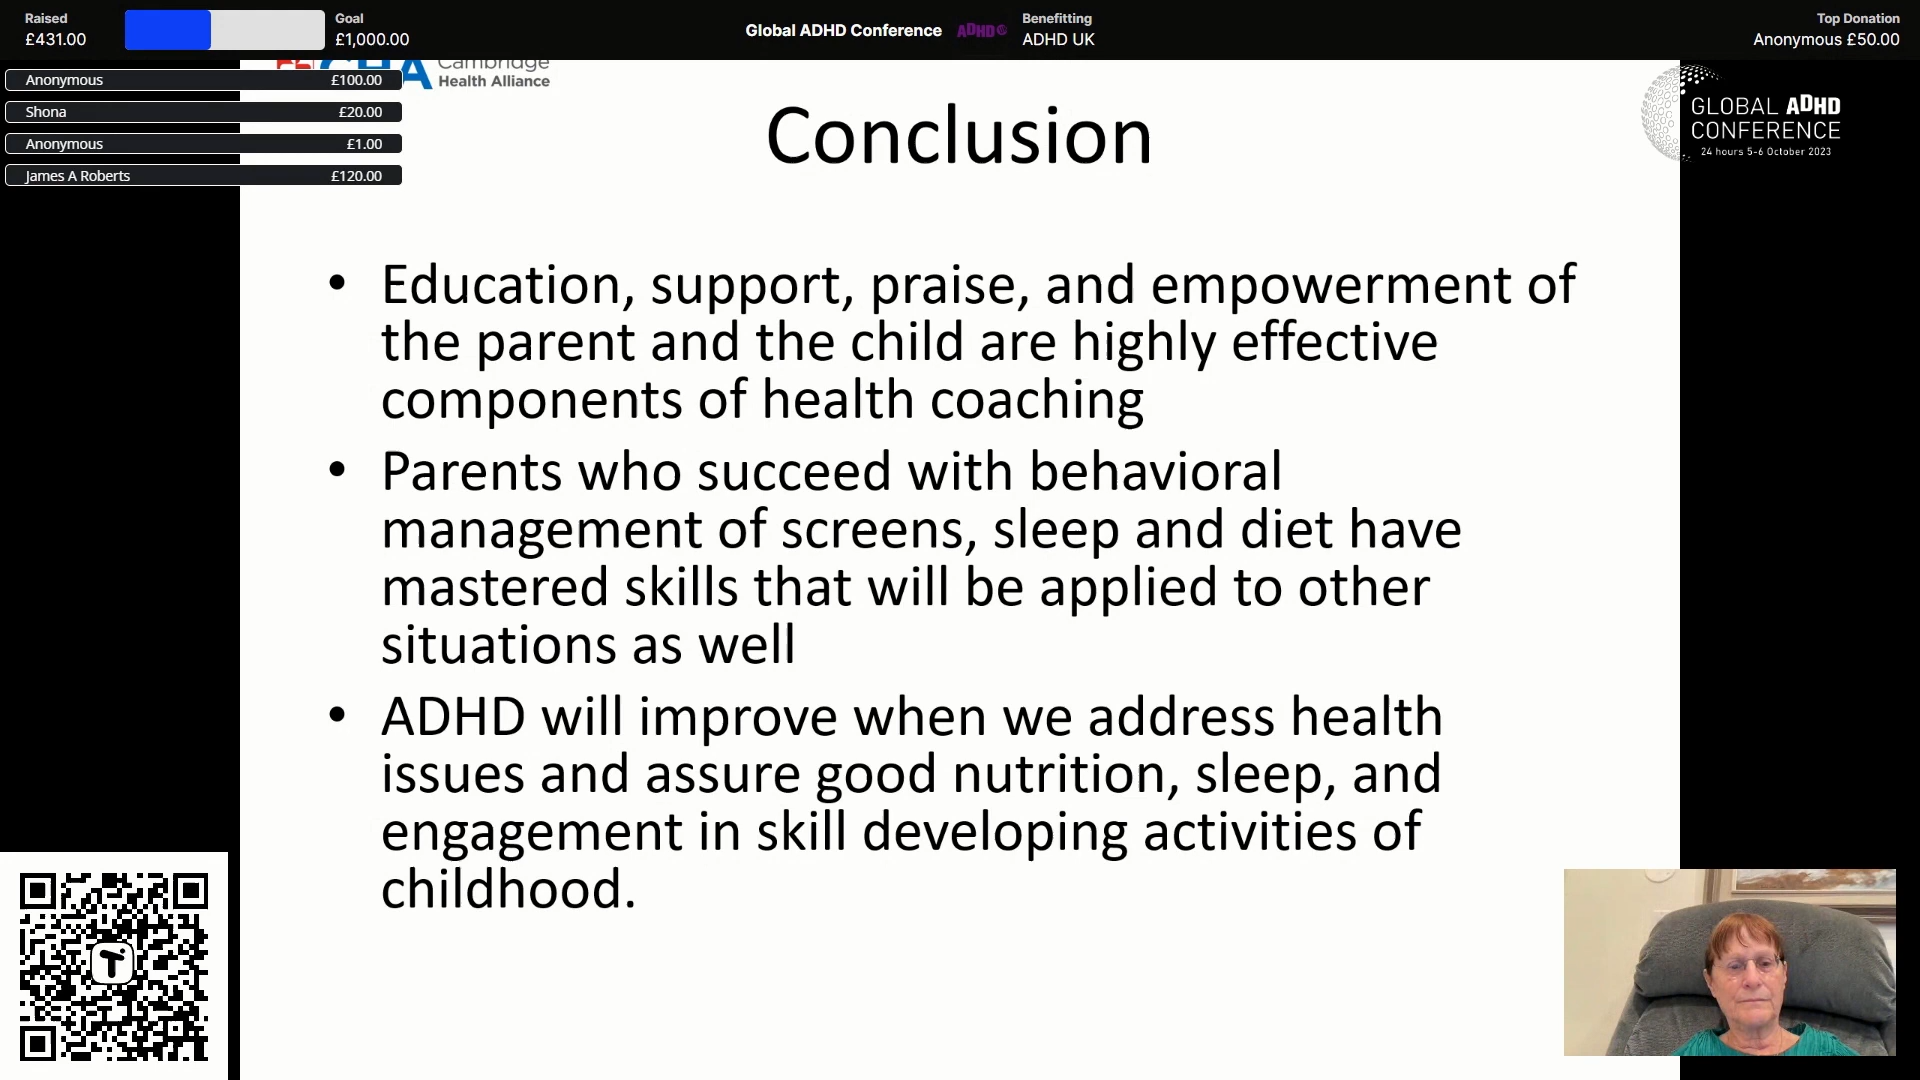 Raised
£431.00
Goal
£1,000.00
Global ADHD Conference
ADHD
Benefitting
ADHD UK
Top Donation
Anonymous £50.00
Anonymous £100.00
Shona £20.00
Anonymous £1.00
James A Roberts £120.00
CHA
Cambridge
Health Alliance
GLOBAL ADHD
CONFERENCE
24 hours 5-6 October 2023
Conclusion
• Education, support, praise, and empowerment of
the parent and the child are highly effective
components of health coaching
• Parents who succeed with behavioral
management of screens, sleep and diet have
mastered skills that will be applied to other
situations as well
• ADHD will improve when we address health
issues and assure good nutrition, sleep, and
engagement in skill developing activities of
childhood.
T